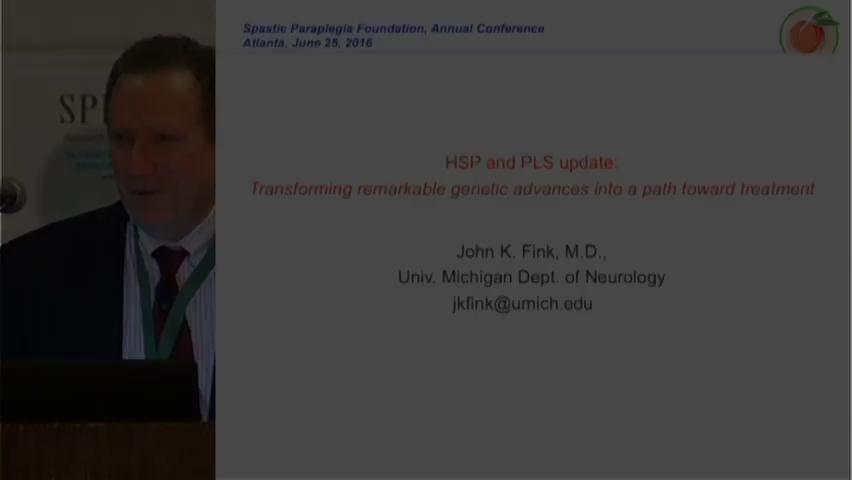 Spastic Paraplegia Foundation, Annual Conference
Atlanta, June 25, 2016
SP
HSP and PLS update:
Transforming remarkable genetic advances into a path toward treatment
John K. Fink, M.D.,
Univ. Michigan Dept. of Neurology
jkfink@umich.edu